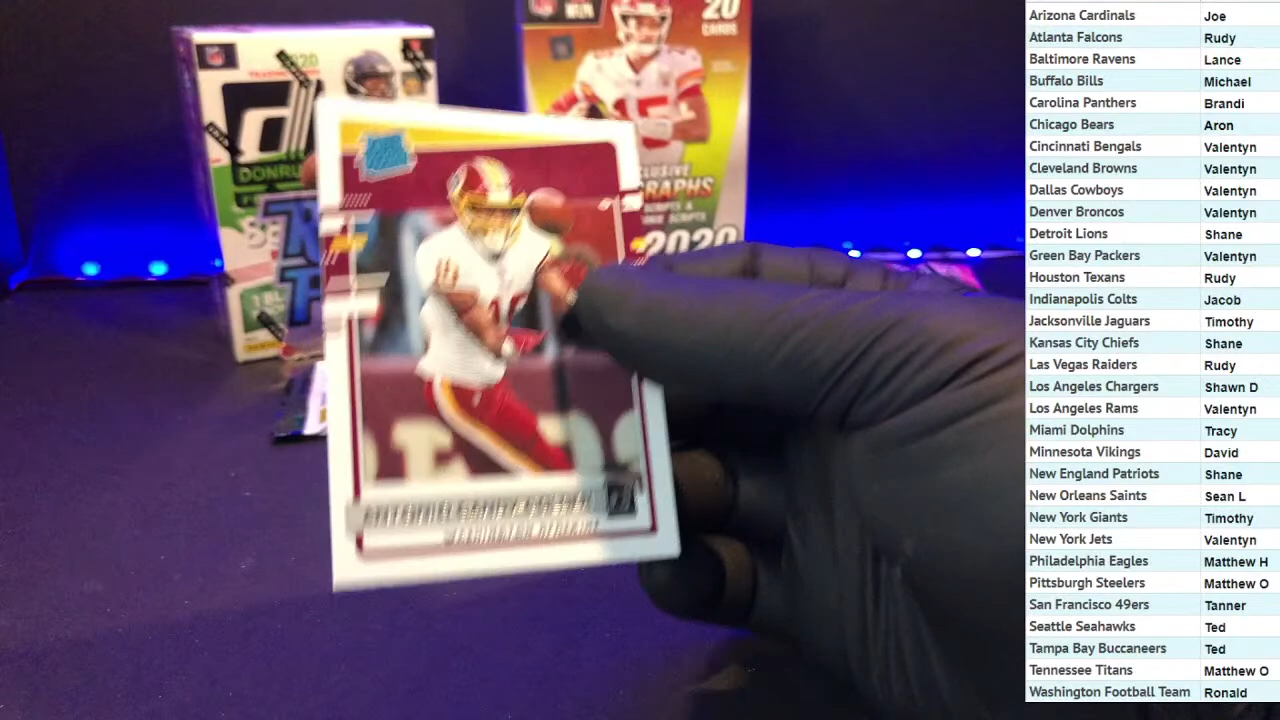 20
CARDS
2020
DONRU
15
GRAPHS
2020
Arizona Cardinals Joe
Atlanta Falcons Rudy
Baltimore Ravens Lance
Buffalo Bills Michael
Carolina Panthers Brandi
Chicago Bears Aron
Cincinnati Bengals Valentyn
Cleveland Browns Valentyn
Dallas Cowboys Valentyn
Denver Broncos Valentyn
Detroit Lions Shane
Green Bay Packers Valentyn
Houston Texans Rudy
Indianapolis Colts Jacob
Jacksonville Jaguars Timothy
Kansas City Chiefs Shane
Las Vegas Raiders Rudy
Los Angeles Chargers Shawn D
Los Angeles Rams Valentyn
Miami Dolphins Tracy
Minnesota Vikings David
New England Patriots Shane
New Orleans Saints Sean L
New York Giants Timothy
New York Jets Valentyn
Philadelphia Eagles Matthew H
Pittsburgh Steelers Matthew O
San Francisco 49ers Tanner
Seattle Seahawks Ted
Tampa Bay Buccaneers Ted
Tennessee Titans Matthew O
Washington Football Team Ronald